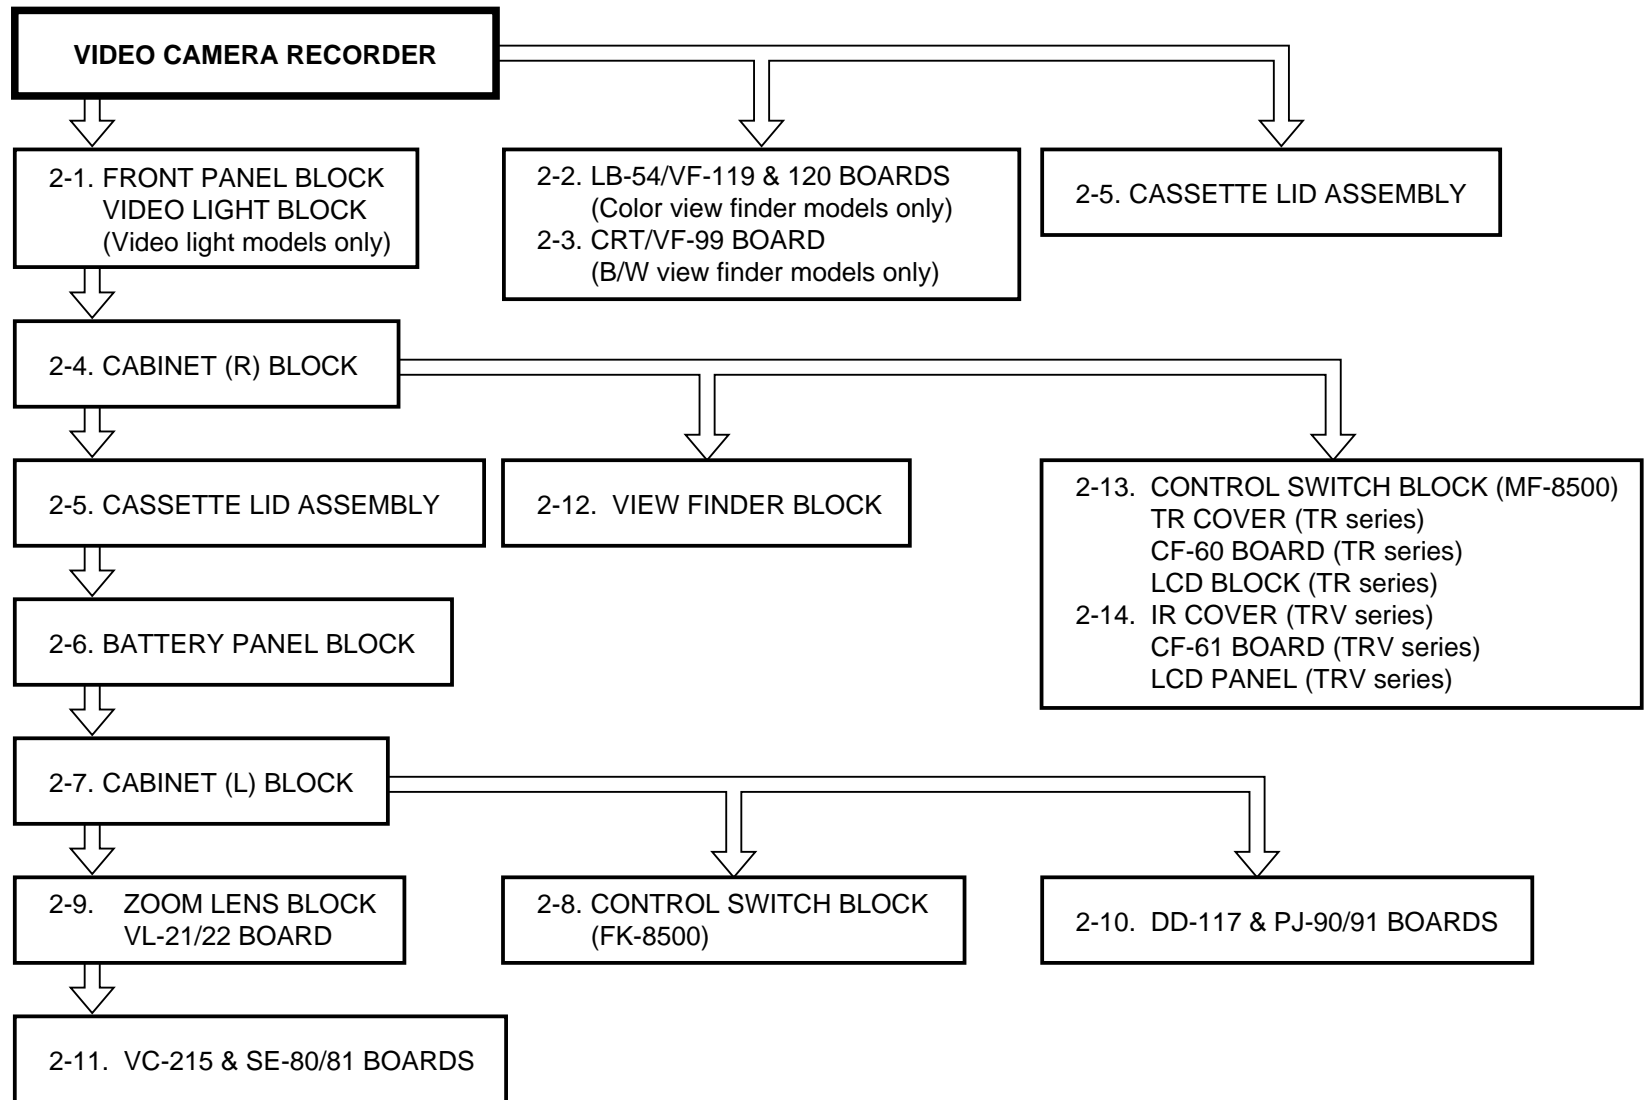 VIDEO CAMERA RECORDER
2-1. FRONT PANEL BLOCK
VIDEO LIGHT BLOCK
(Video light models only)
2-2. LB-54/VF-119 & 120 BOARDS
(Color view finder models only)
2-3. CRT/VF-99 BOARD
(B/W view finder models only)
2-5. CASSETTE LID ASSEMBLY
2-4. CABINET (R) BLOCK
2-5. CASSETTE LID ASSEMBLY
2-12. VIEW FINDER BLOCK
2-13. CONTROL SWITCH BLOCK (MF-8500)
TR COVER (TR series)
CF-60 BOARD (TR series)
LCD BLOCK (TR series)
2-14. IR COVER (TRV series)
CF-61 BOARD (TRV series)
LCD PANEL (TRV series)
2-6. BATTERY PANEL BLOCK
2-7. CABINET (L) BLOCK
2-9. ZOOM LENS BLOCK
VL-21/22 BOARD
2-8. CONTROL SWITCH BLOCK
(FK-8500)
2-10. DD-117 & PJ-90/91 BOARDS
2-11. VC-215 & SE-80/81 BOARDS